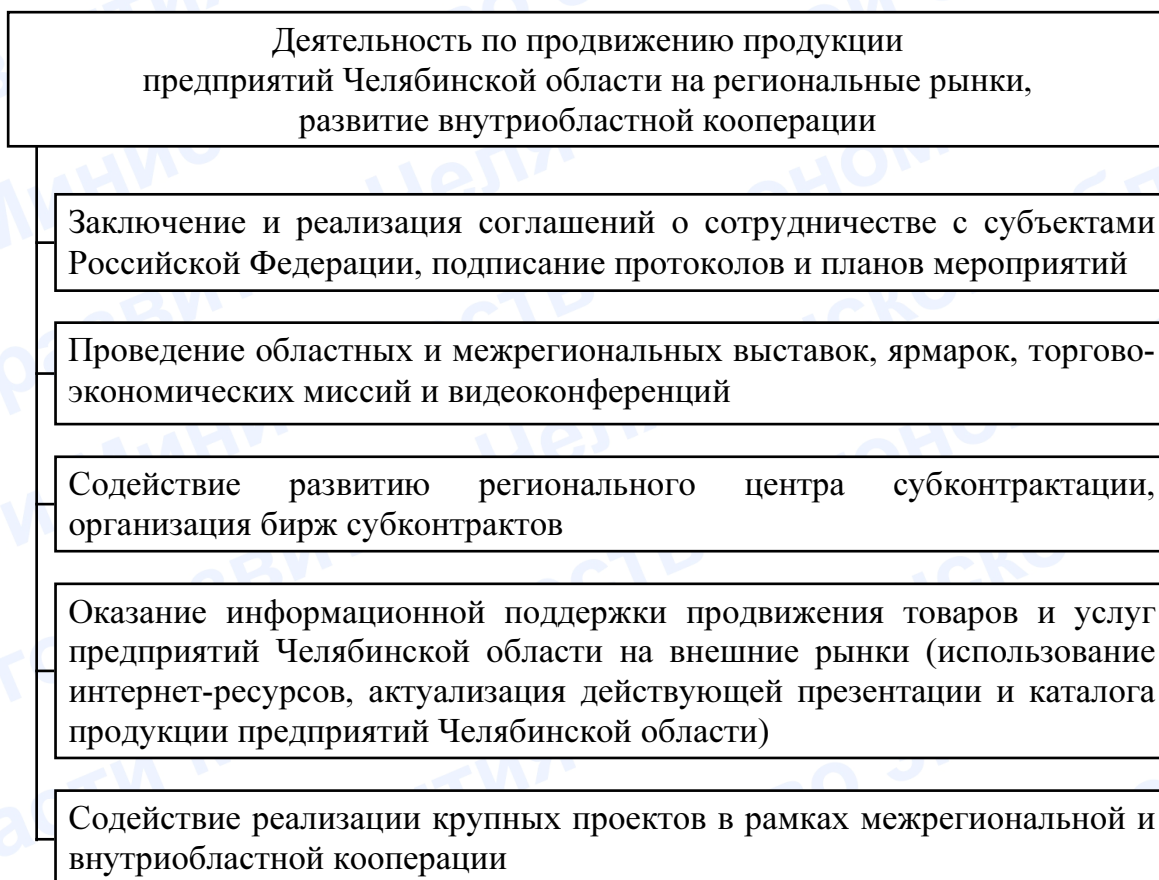 Деятельность по продвижению продукции
предприятий Челябинской области на региональные рынки,
развитие внутриобластной кооперации
Заключение и реализация соглашений о сотрудничестве с субъектами
Российской Федерации, подписание протоколов и планов мероприятий
Проведение областных и межрегиональных выставок, ярмарок, торгово-
экономических миссий и видеоконференций
Содействие развитию регионального центра субконтрактации,
организация бирж субконтрактов
Оказание информационной поддержки продвижения товаров и услуг
предприятий Челябинской области на внешние рынки (использование
интернет-ресурсов, актуализация действующей презентации и каталога
продукции предприятий Челябинской области)
Содействие реализации крупных проектов в рамках межрегиональной и
внутриобластной кооперации